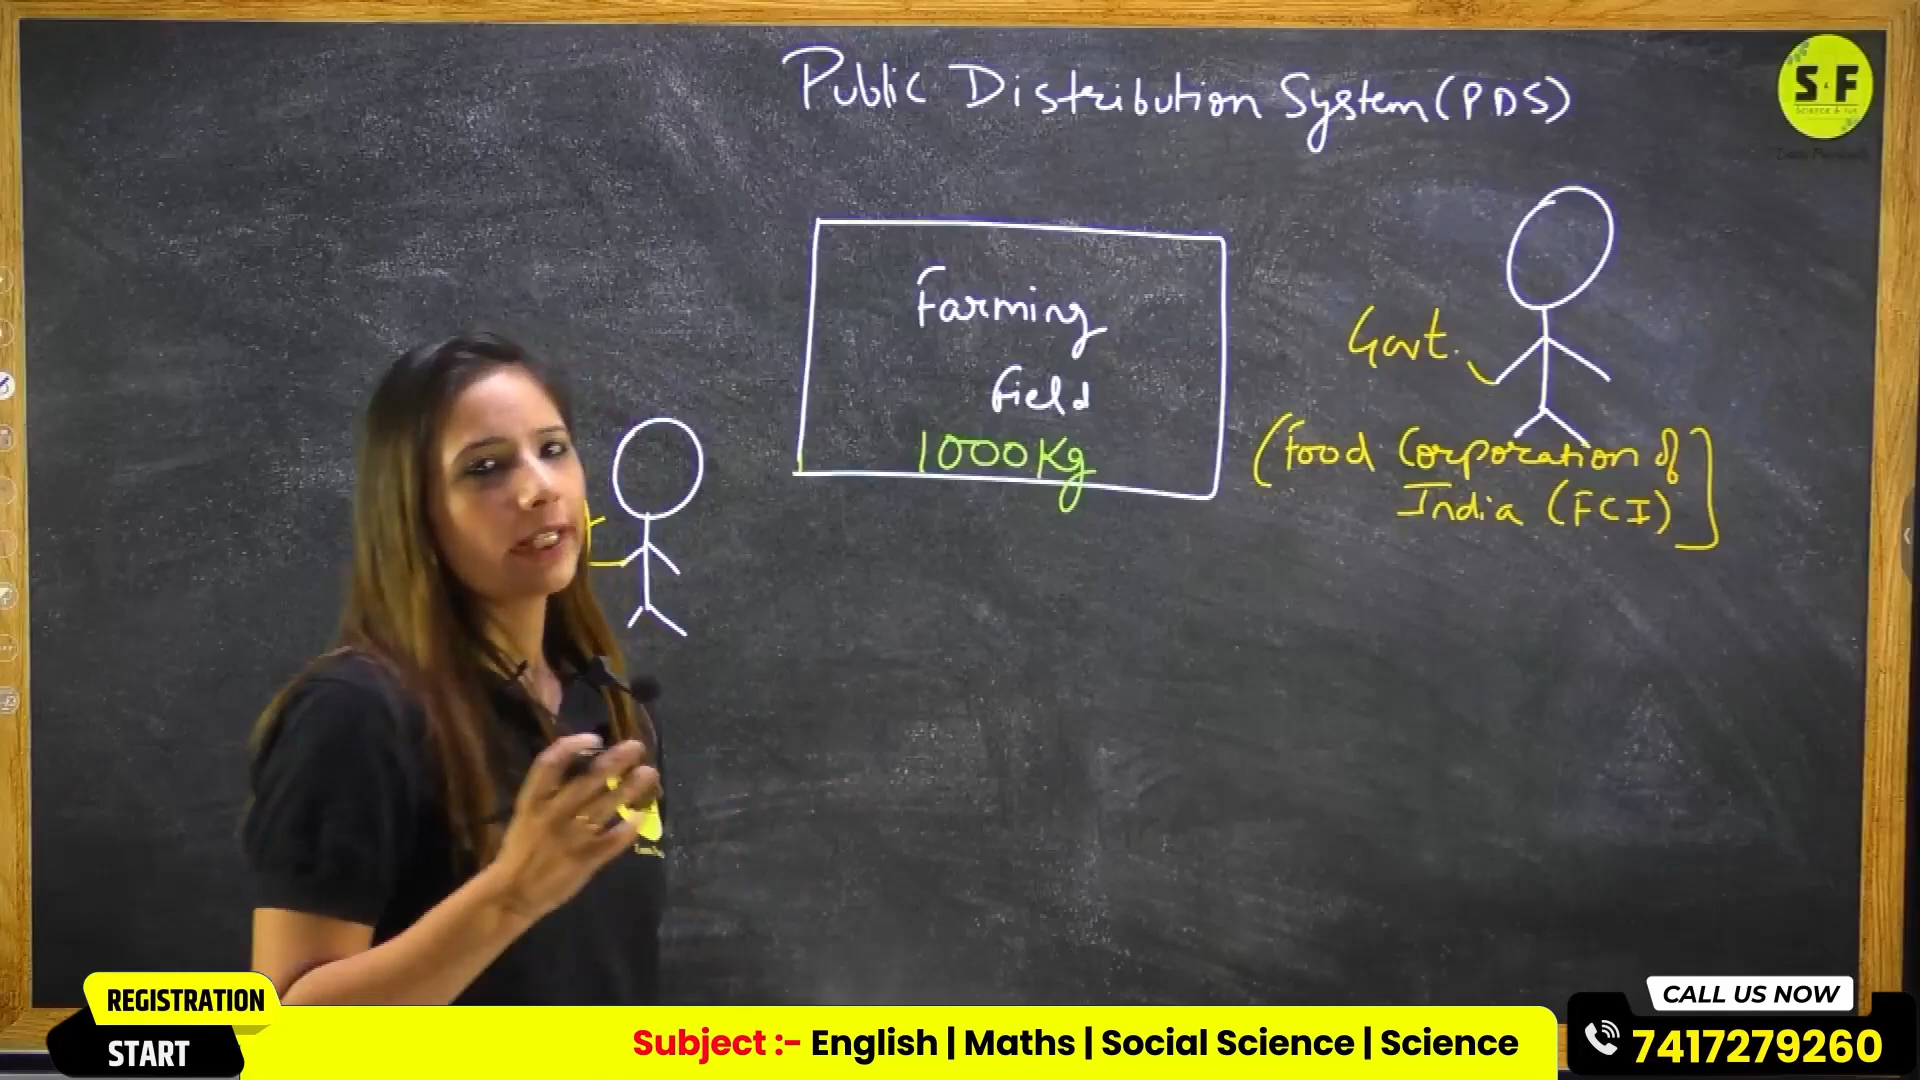 Public Distribution System (PDS)
S&F
Farming
field
1000Kg
Govt.
(Food Corporation of
India (FCI)]
REGISTRATION
START
Subject :- English | Maths | Social Science | Science
CALL US NOW
7417279260